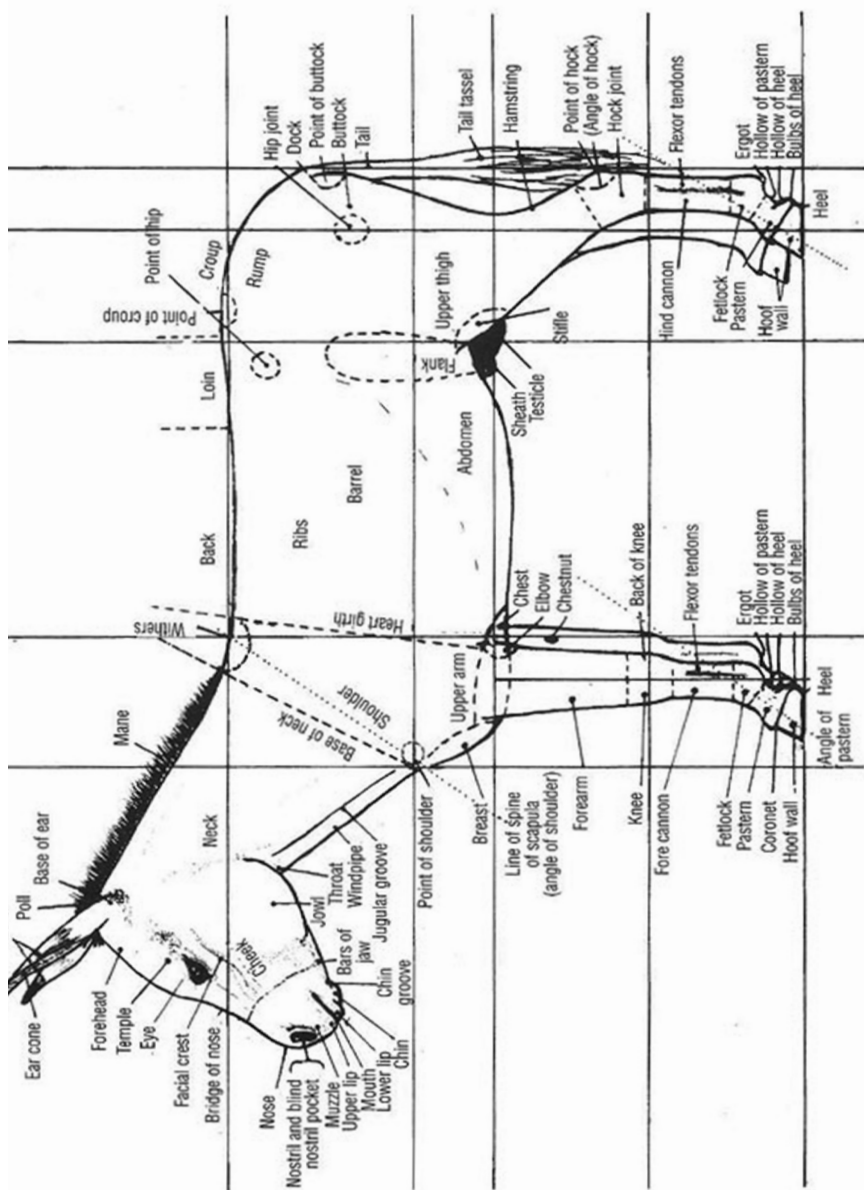 Ear cone
Poll
Base of ear
Mane
Forehead
Temple
Eye
Facial crest
Bridge of nose
Nose
Nostril and blind
nostril pocket
Muzzle
Upper lip
Mouth
Lower lip
Chin
Chin
groove
Bars of
jaw
Cheek
Jowl
Throat
Windpipe
Jugular groove
Neck
Withers
Base of neck
Shoulder
Heart girth
Point of shoulder
Breast
Upper arm
Line of spine
of scapula
(angle of shoulder)
Back
Ribs
Barrel
Loin
Abdomen
Flank
Point of croup
Croup
Rump
Point of hip
Hip joint
Dock
Point of buttock
Buttock
Tail
Tail tassel
Hamstring
Point of hock
(Angle of hock)
Hock joint
Upper thigh
Stifle
Sheath
Testicle
Chest
Elbow
Chestnut
Back of knee
Forearm
Knee
Fore cannon
Flexor tendons
Fetlock
Pastern
Coronet
Hoof wall
Ergot
Hollow of pastern
Hollow of heel
Bulbs of heel
Heel
Angle of
pastern
Hind cannon
Flexor tendons
Fetlock
Pastern
Hoof
wall
Ergot
Hollow of pastern
Hollow of heel
Bulbs of heel
Heel